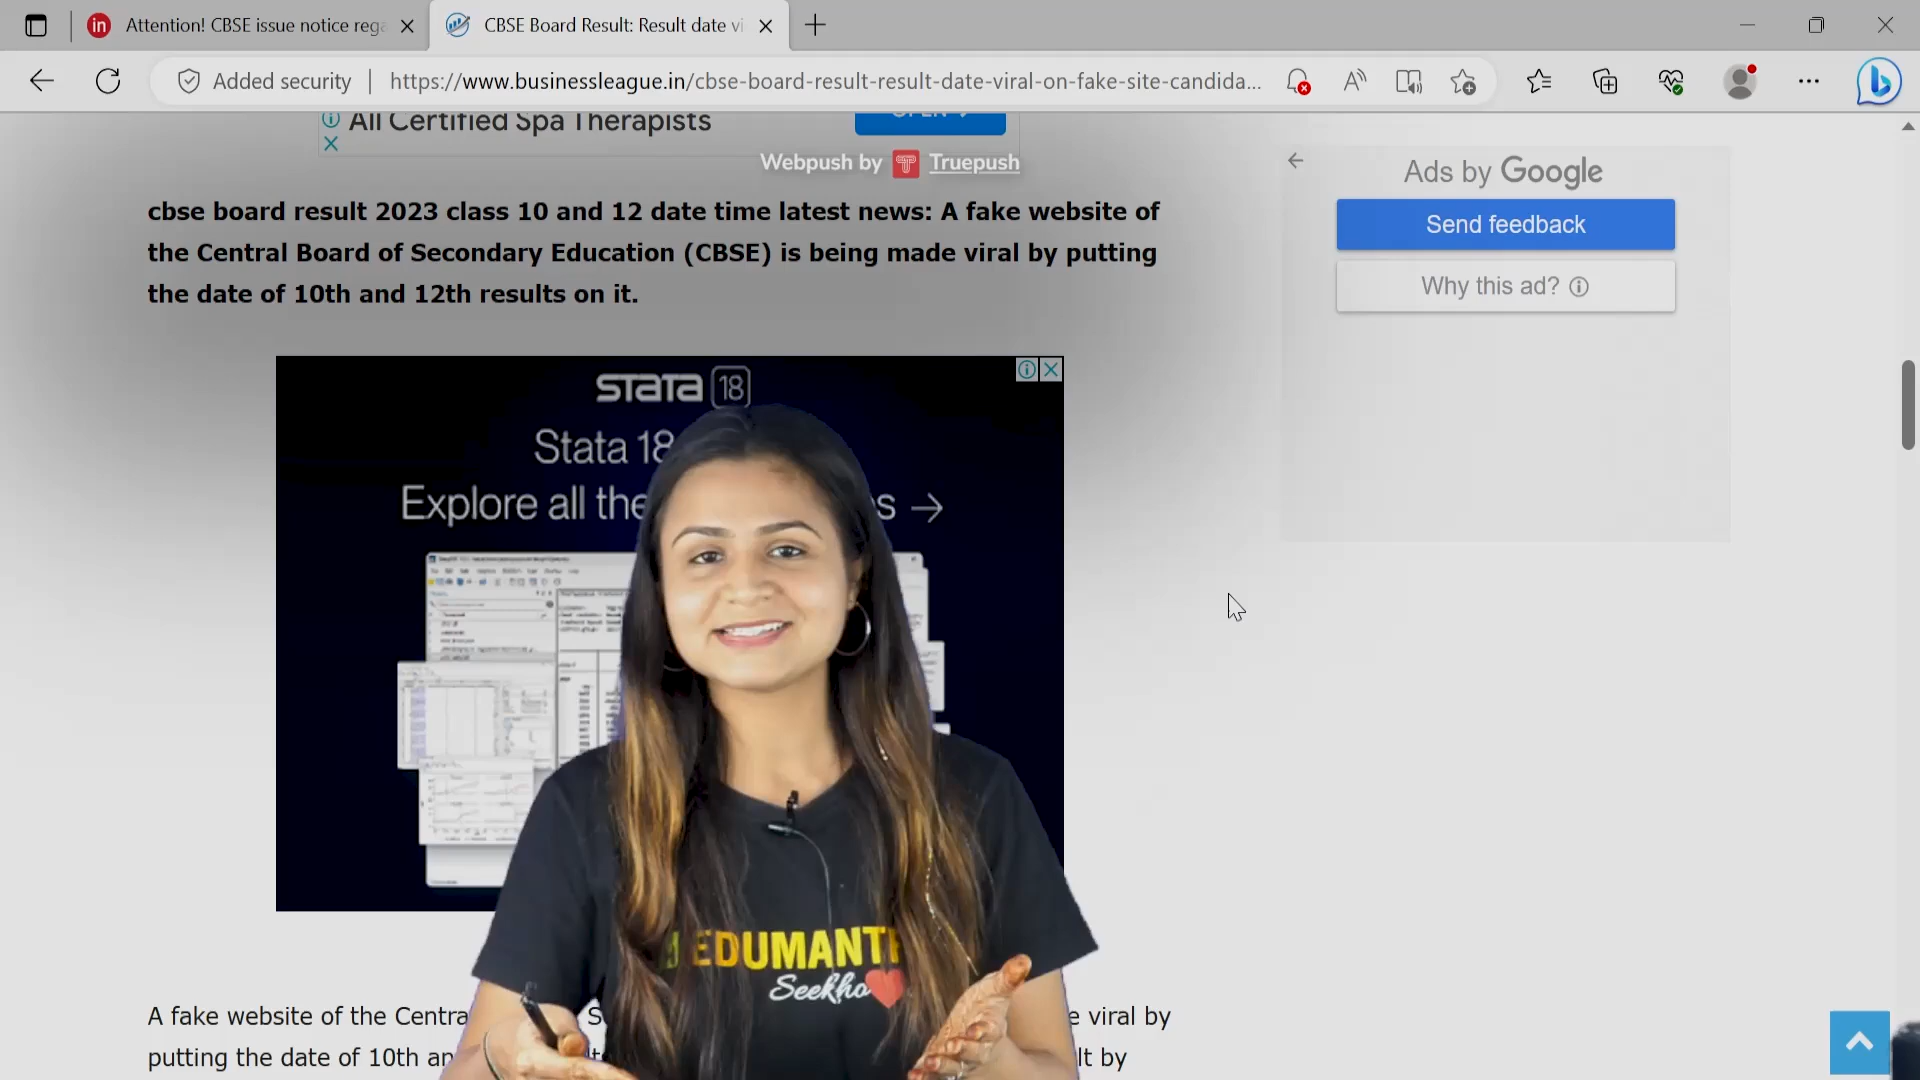 Attention! CBSE issue notice rega
CBSE Board Result: Result date vi
Added security
https://www.businessleague.in/cbse-board-result-result-date-viral-on-fake-site-candida...
All Certified Spa Therapists
OPEN
Webpush by Truepush
cbse board result 2023 class 10 and 12 date time latest news: A fake website of
the Central Board of Secondary Education (CBSE) is being made viral by putting
the date of 10th and 12th results on it.
Ads by Google
Send feedback
Why this ad?
STATA 18
Stata 18
Explore all the
s →
EDUMANT
Seekho
A fake website of the Centra
e viral by
putting the date of 10th an
lt by